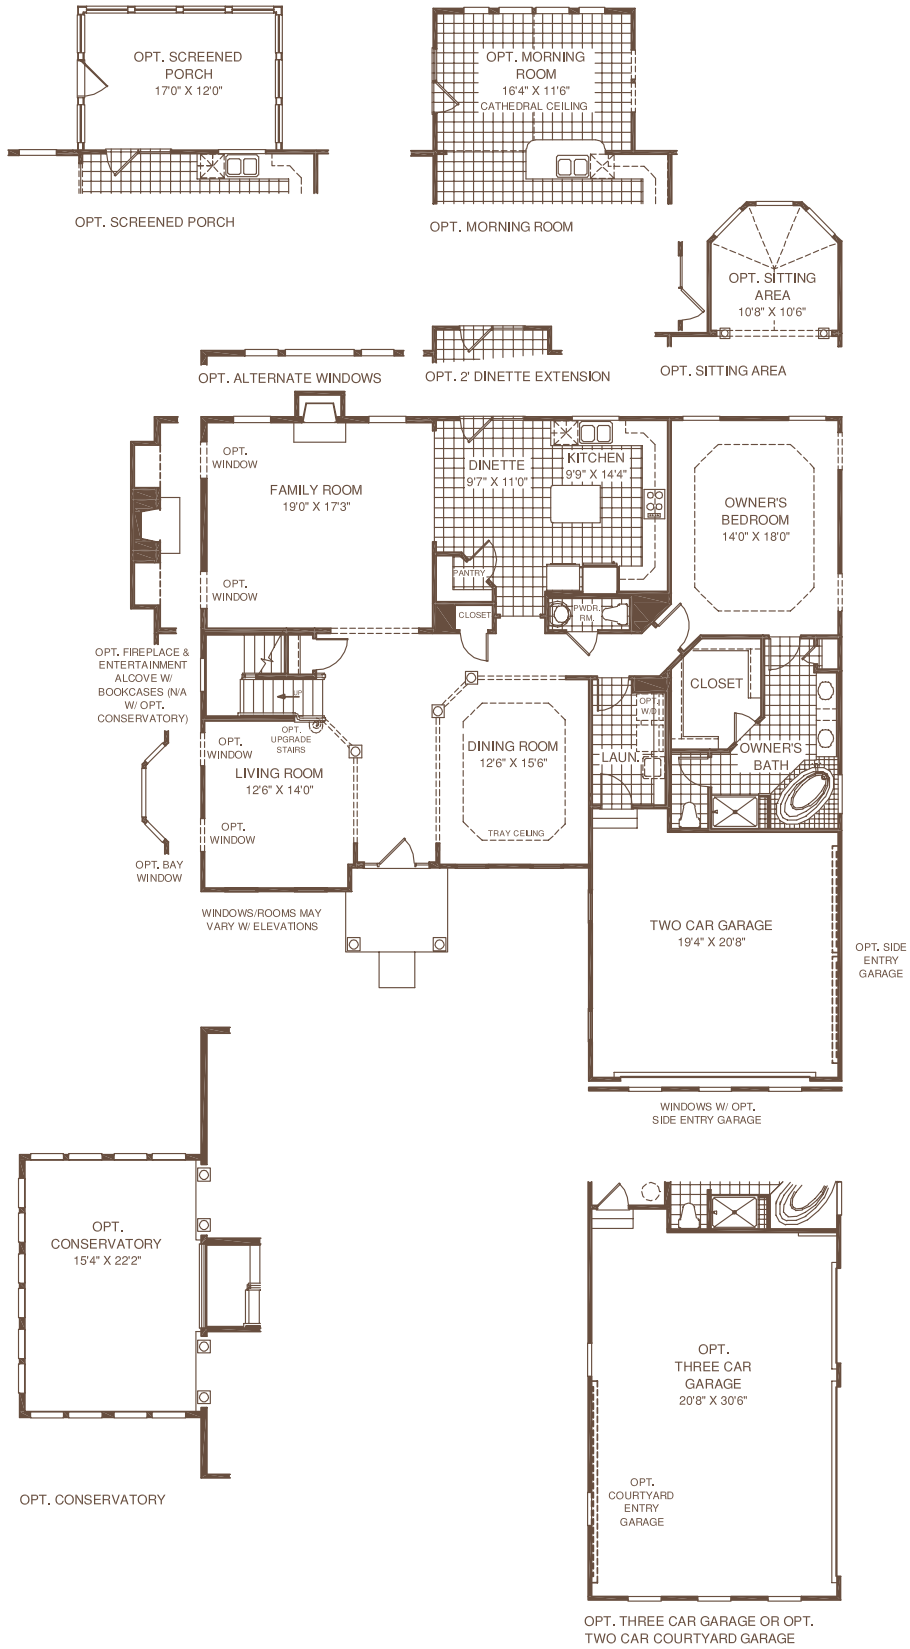 OPT. SCREENED
PORCH
17'0" X 12'0"
OPT. SCREENED PORCH
OPT. MORNING
ROOM
16'4" X 11'6"
CATHEDRAL CEILING
OPT. MORNING ROOM
OPT. SITTING
AREA
10'8" X 10'6"
OPT. SITTING AREA
OPT. ALTERNATE WINDOWS
OPT. 2' DINETTE EXTENSION
OPT.
WINDOW
FAMILY ROOM
19'0" X 17'3"
OPT.
WINDOW
DINETTE
9'7" X 11'0"
KITCHEN
9'9" X 14'4"
OWNER'S
BEDROOM
14'0" X 18'0"
PANTRY
CLOSET
PWDR.
RM.
OPT. FIREPLACE &
ENTERTAINMENT
ALCOVE W/
BOOKCASES (N/A
W/ OPT.
CONSERVATORY)
UP
OPT.
UPGRADE
STAIRS
OPT.
WINDOW
LIVING ROOM
12'6" X 14'0"
OPT.
WINDOW
DINING ROOM
12'6" X 15'6"
TRAY CEILING
OPT.
W/D
LAUN.
CLOSET
OWNER'S
BATH
OPT. BAY
WINDOW
WINDOWS/ROOMS MAY
VARY W/ ELEVATIONS
TWO CAR GARAGE
19'4" X 20'8"
OPT. SIDE
ENTRY
GARAGE
WINDOWS W/ OPT.
SIDE ENTRY GARAGE
OPT.
CONSERVATORY
15'4" X 22'2"
OPT. CONSERVATORY
OPT.
THREE CAR
GARAGE
20'8" X 30'6"
OPT.
COURTYARD
ENTRY
GARAGE
OPT. THREE CAR GARAGE OR OPT.
TWO CAR COURTYARD GARAGE